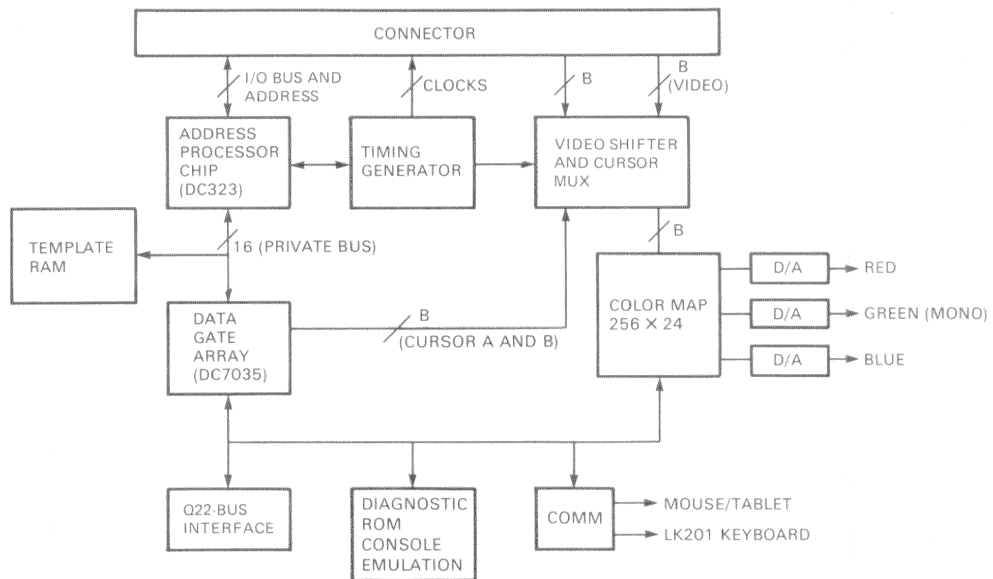 CONNECTOR
I/O BUS AND
ADDRESS
CLOCKS
B
B
(VIDEO)
ADDRESS
PROCESSOR
CHIP
(DC323)
TIMING
GENERATOR
VIDEO SHIFTER
AND CURSOR
MUX
TEMPLATE
RAM
16 (PRIVATE BUS)
B
DATA
GATE
ARRAY
(DC7035)
B
(CURSOR A AND B)
COLOR MAP
256 X 24
D/A
RED
D/A
GREEN (MONO)
D/A
BLUE
Q22-BUS
INTERFACE
DIAGNOSTIC
ROM
CONSOLE
EMULATION
COMM
MOUSE/TABLET
LK201 KEYBOARD